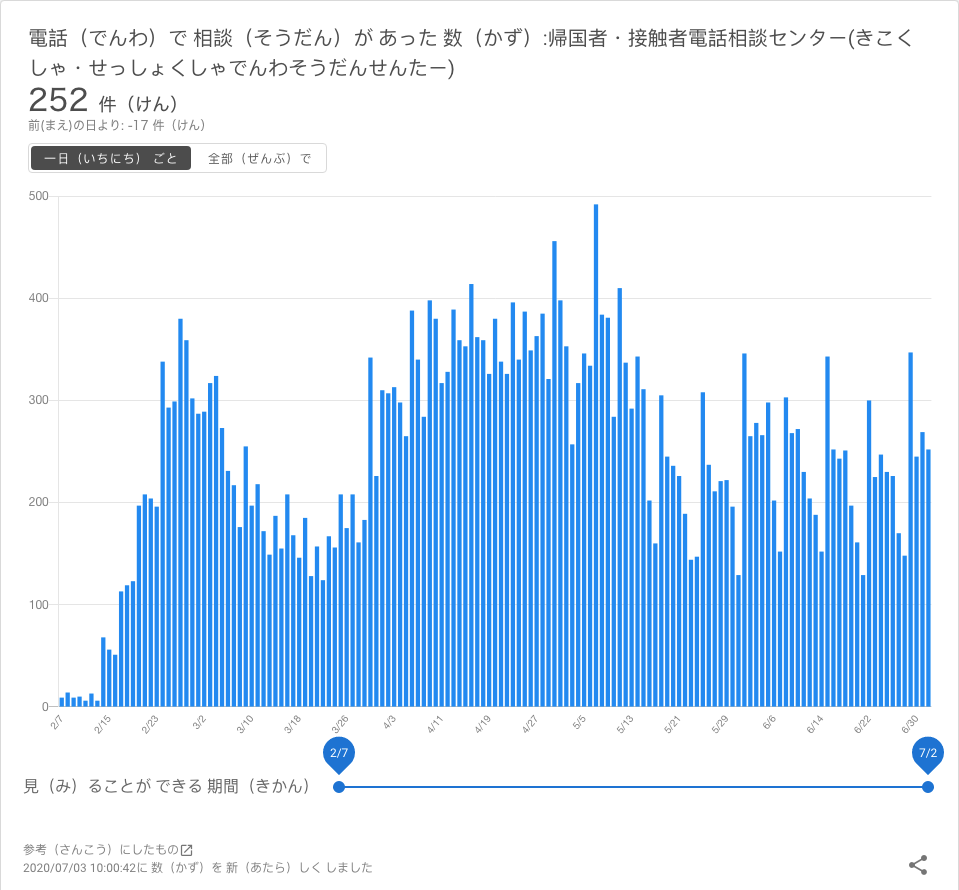 電話（でんわ）で 相談（そうだん）が あった 数（かず）:帰国者・接触者電話相談センター(きこく
しゃ・せっしょくしゃでんわそうだんせんたー)
252 件（けん）
前(まえ)の日より: -17 件（けん）
一日（いちにち） ごと 全部（ぜんぶ）で
500
400
300
200
100
0
2/7 2/15 2/23 3/2 3/10 3/18 3/26 4/3 4/11 4/19 4/27 5/5 5/13 5/21 5/29 6/6 6/14 6/22 6/30
2/7 7/2
見（み）ることが できる 期間（きかん）
参考（さんこう）にしたもの
2020/07/03 10:00:42に 数（かず）を 新（あたら）しく しました